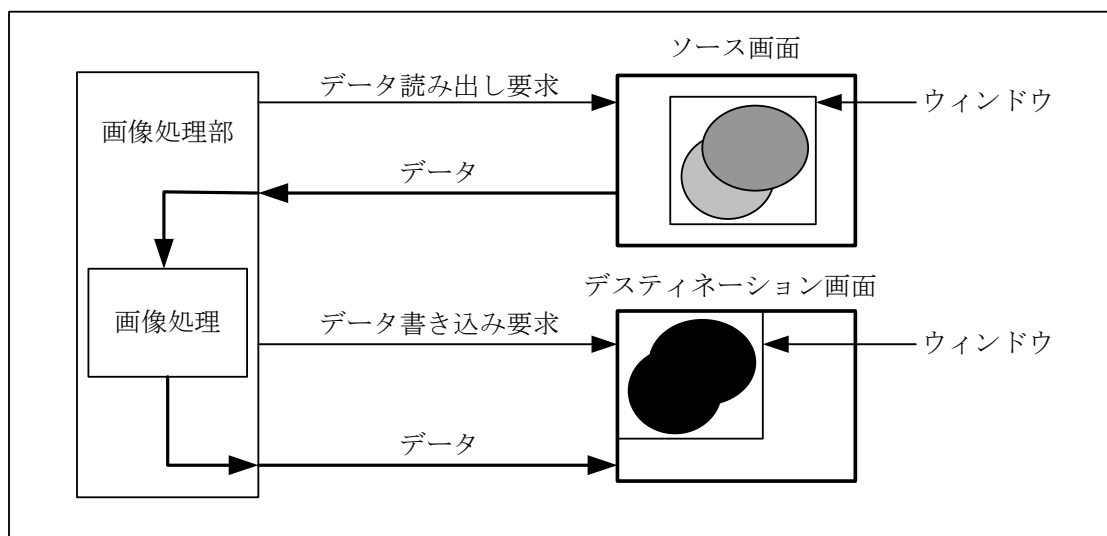 ソース画面
データ読み出し要求
ウィンドウ
画像処理部
データ
デスティネーション画面
画像処理
データ書き込み要求
ウィンドウ
データ